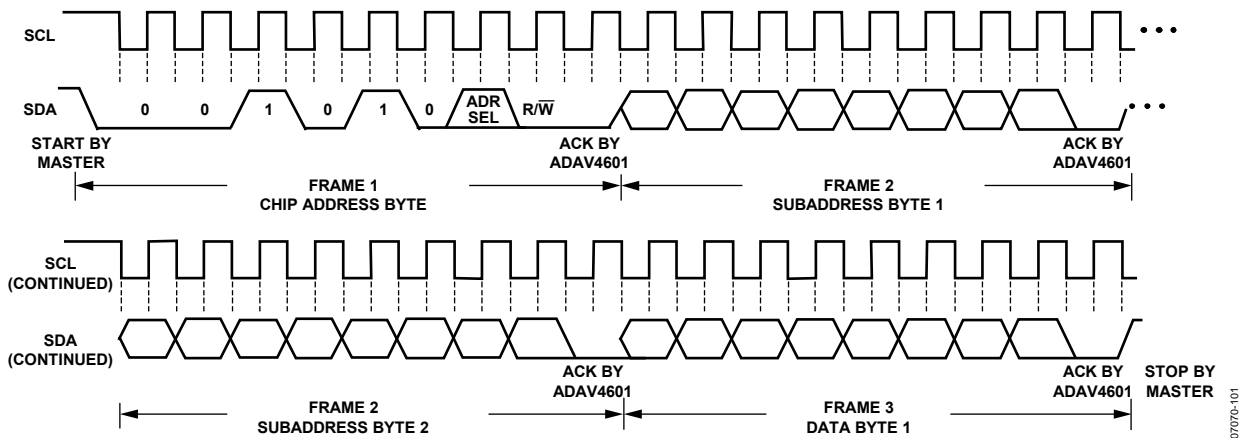 SCL
SDA
0 0 1 0 1 0 ADR SEL R/W̅
START BY MASTER
ACK BY ADAV4601
ACK BY ADAV4601
FRAME 1
CHIP ADDRESS BYTE
FRAME 2
SUBADDRESS BYTE 1
SCL
(CONTINUED)
SDA
(CONTINUED)
ACK BY ADAV4601
ACK BY ADAV4601
STOP BY MASTER
FRAME 2
SUBADDRESS BYTE 2
FRAME 3
DATA BYTE 1
07070-101